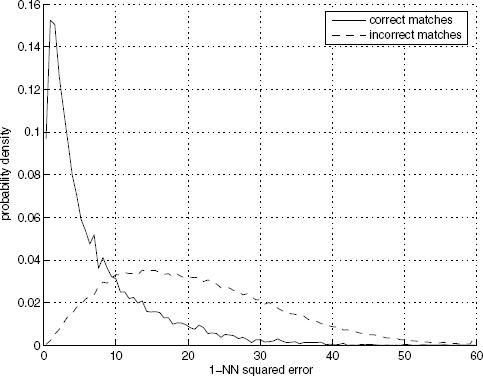 0.16
correct matches
incorrect matches
0.14
0.12
0.1
0.08
0.06
0.04
0.02
0
probability density
0 10 20 30 40 50 60
1-NN squared error